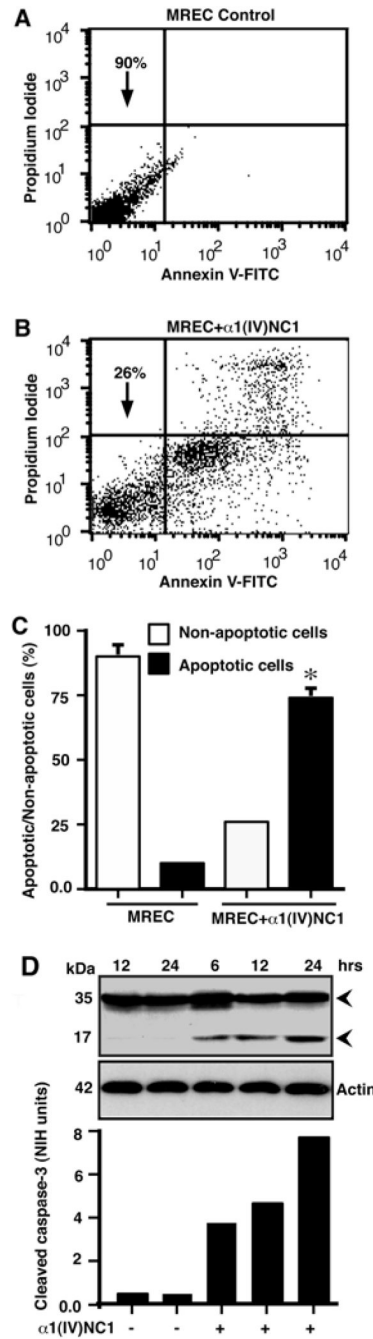 A
MREC Control
90%
Propidium Iodide
10^4
10^3
10^2
10^1
10^0
10^0 10^1 10^2 10^3 10^4
Annexin V-FITC
B
MREC+α1(IV)NC1
26%
Propidium Iodide
10^4
10^3
10^2
10^1
10^0
10^0 10^1 10^2 10^3 10^4
Annexin V-FITC
C
Apoptotic/Non-apoptotic cells (%)
100
75
50
25
0.0
Non-apoptotic cells
Apoptotic cells
*
MREC MREC+α1(IV)NC1
D
kDa 12 24 6 12 24 hrs
35
17
42 Actin
Cleaved caspase-3 (NIH units)
8
6
4
2
0.0
α1(IV)NC1 - - + + +